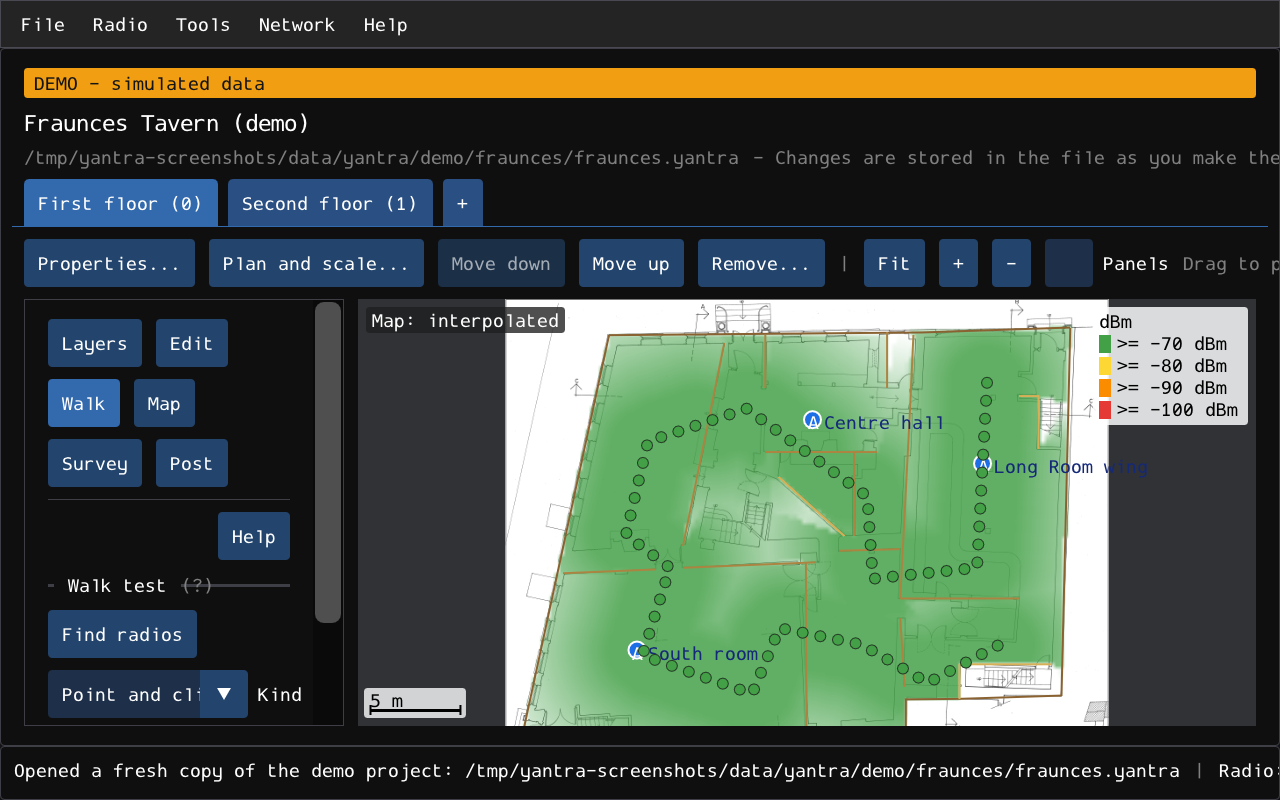 File Radio Tools Network Help
DEMO - simulated data
Fraunces Tavern (demo)
/tmp/yantra-screenshots/data/yantra/demo/fraunces/fraunces.yantra - Changes are stored in the file as you make the
First floor (0) Second floor (1) +
Properties... Plan and scale... Move down Move up Remove... | Fit + - Panels Drag to p
Layers Edit
Walk Map
Survey Post
Help
Walk test (?)
Find radios
Point and cli ▼ Kind
Map: interpolated
dBm
>= -70 dBm
>= -80 dBm
>= -90 dBm
>= -100 dBm
Centre hall
Long Room wing
South room
5 m
Opened a fresh copy of the demo project: /tmp/yantra-screenshots/data/yantra/demo/fraunces/fraunces.yantra | Radio: